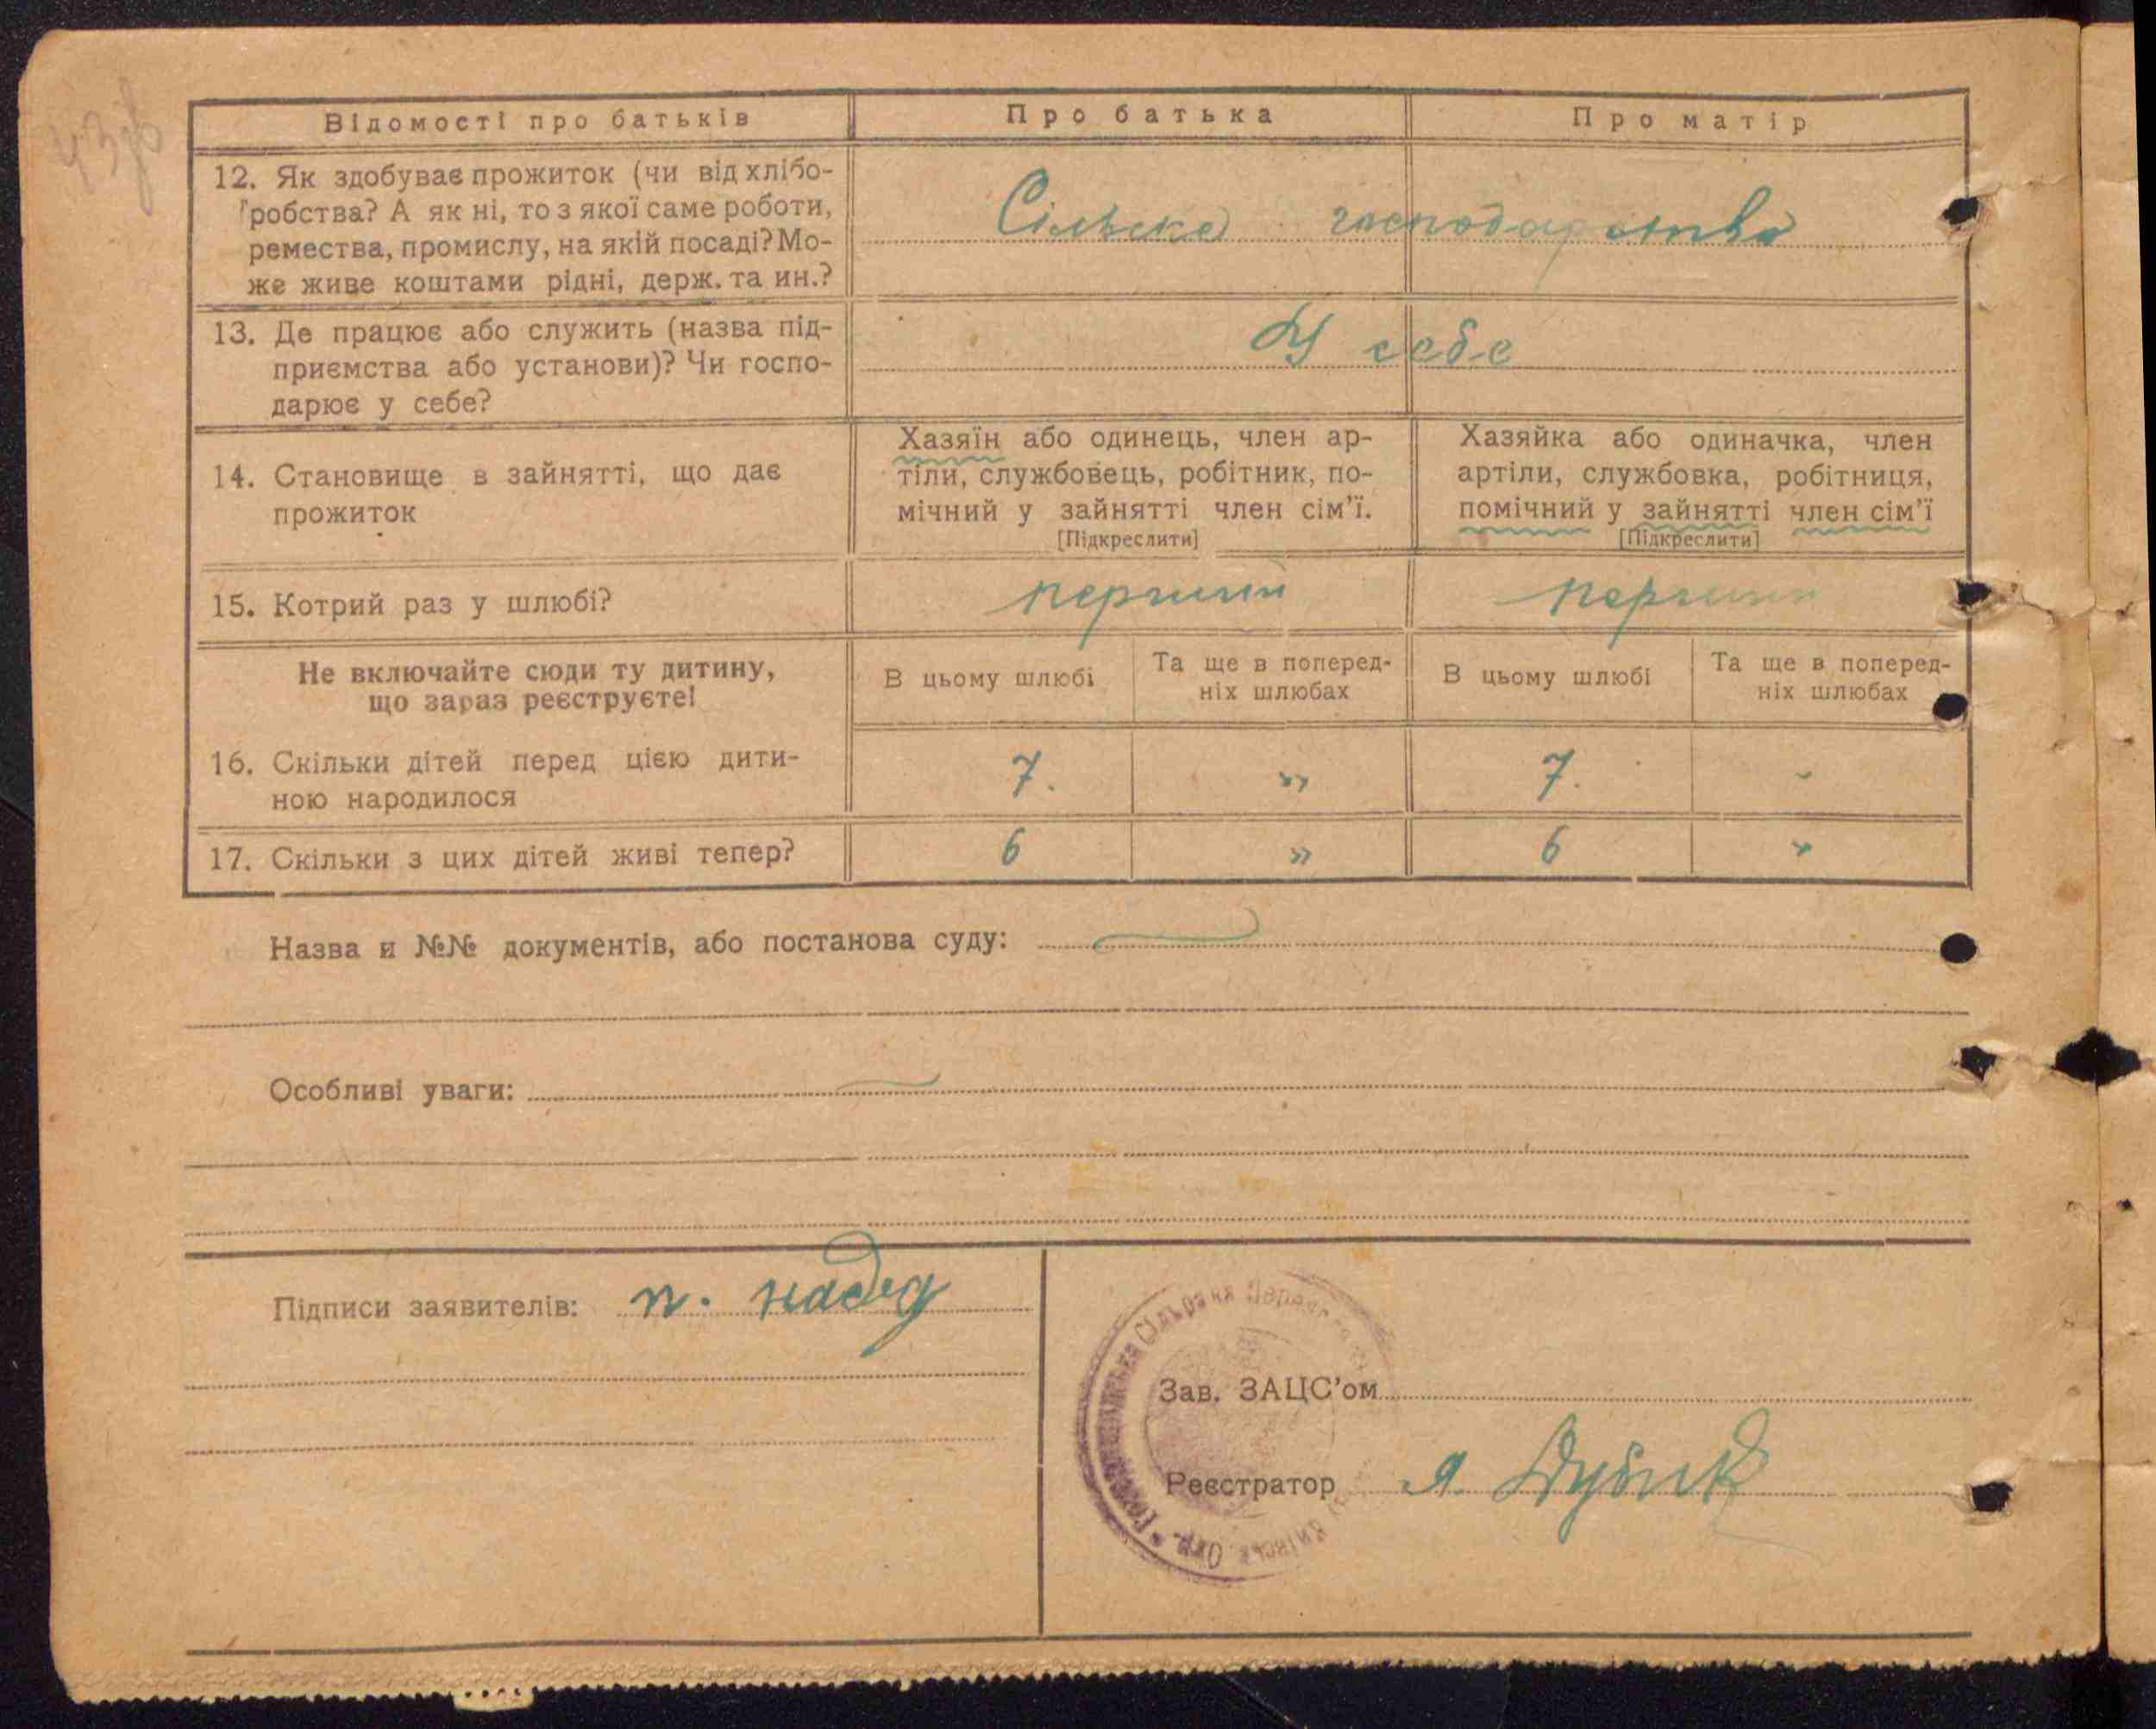 Відомості про батьків
Про батька
Про матір
12. Як здобуває прожиток (чи від хлібо-
робства? А як ні, то з якої саме роботи,
ремества, промислу, на якій посаді? Мо-
же живе коштами рідні, держ. та ин.?
Сільске господарство
13. Де працює або служить (назва під-
приємства або установи)? Чи госпо-
дарює у себе?
У себе
14. Становище в зайнятті, що дає
прожиток
Хазяїн або одинець, член ар-
тіли, службовець, робітник, по-
мічний у зайнятті член сім'ї.
[Підкреслити]
Хазяйка або одиначка, член
артіли, службовка, робітниця,
помічний у зайнятті член сім'ї
[Підкреслити]
15. Котрий раз у шлюбі?
перший
перший
Не включайте сюди ту дитину,
що зараз реєструєте!
В цьому шлюбі
Та ще в поперед-
ніх шлюбах
В цьому шлюбі
Та ще в поперед-
ніх шлюбах
16. Скільки дітей перед цією дити-
ною народилося
7. » 7. -
17. Скільки з цих дітей живі тепер?
6 » 6 »
Назва и №№ документів, або постанова суду:
Особливі уваги:
Підписи заявителів:
Зав. ЗАЦС'ом
Реєстратор